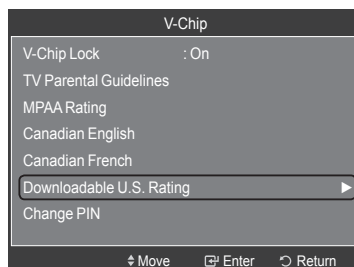 V-Chip
V-Chip Lock : On
TV Parental Guidelines
MPAA Rating
Canadian English
Canadian French
Downloadable U.S. Rating
Change PIN
Move Enter Return